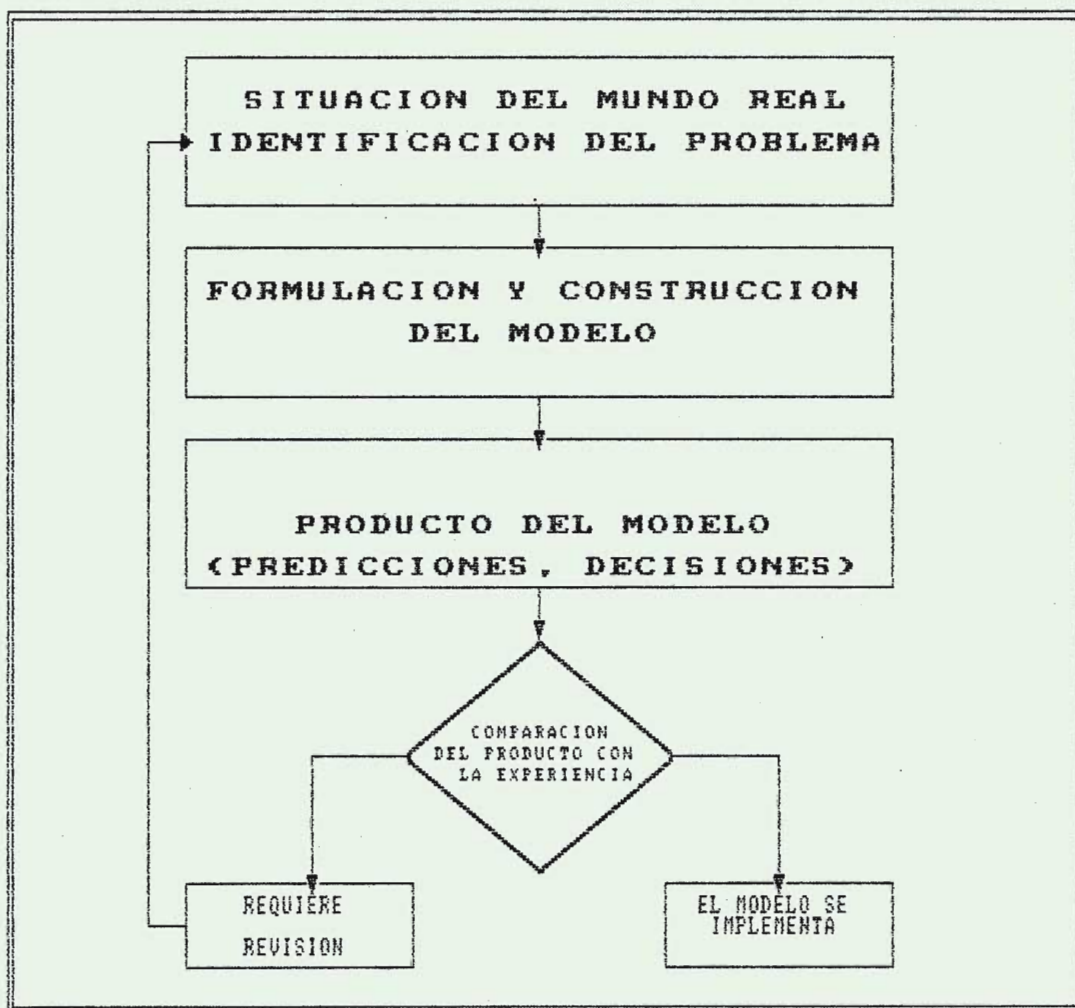 SITUACION DEL MUNDO REAL
IDENTIFICACION DEL PROBLEMA
FORMULACION Y CONSTRUCCION
DEL MODELO
PRODUCTO DEL MODELO
(PREDICCIONES, DECISIONES)
COMPARACION
DEL PRODUCTO CON
LA EXPERIENCIA
REQUIERE
REVISION
EL MODELO SE
IMPLEMENTA